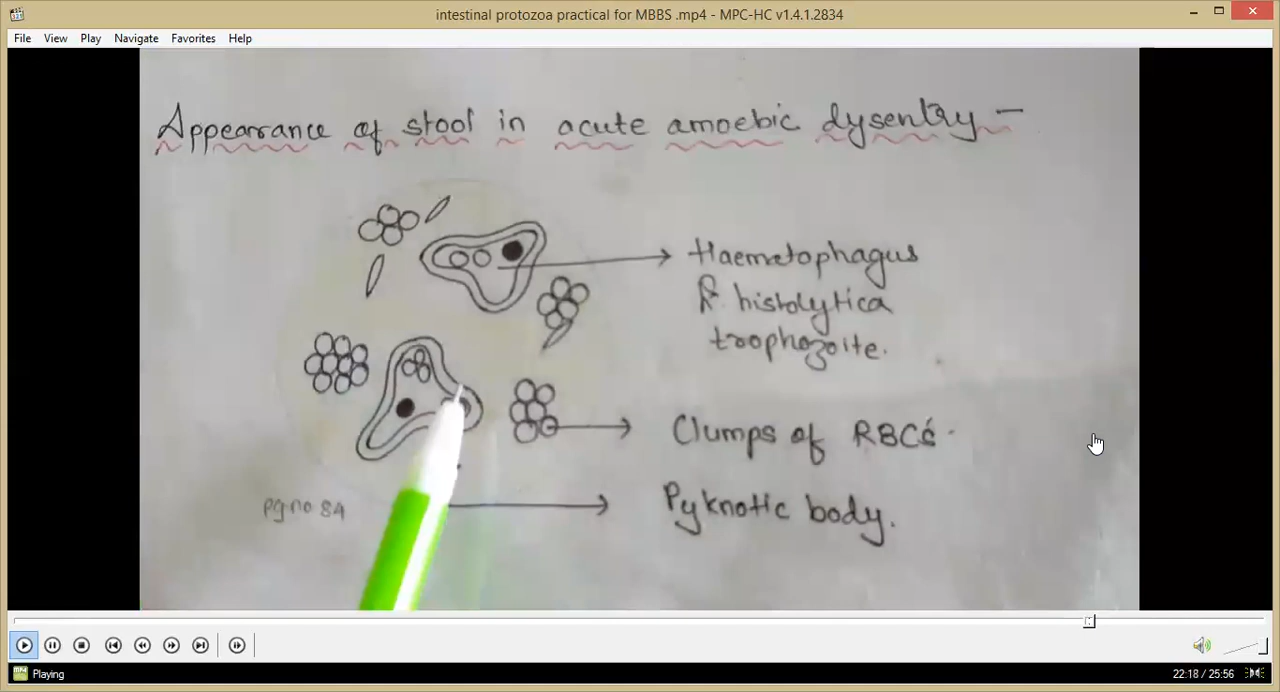 intestinal protozoa practical for MBBS .mp4 - MPC-HC v1.4.1.2834
File View Play Navigate Favorites Help
Appearance of stool in acute amoebic dysentry -
Haemetophagus
histolytica
trophozoite.
Clumps of RBCs.
Pyknotic body.
pg no 84
Playing
22:18 / 25:56